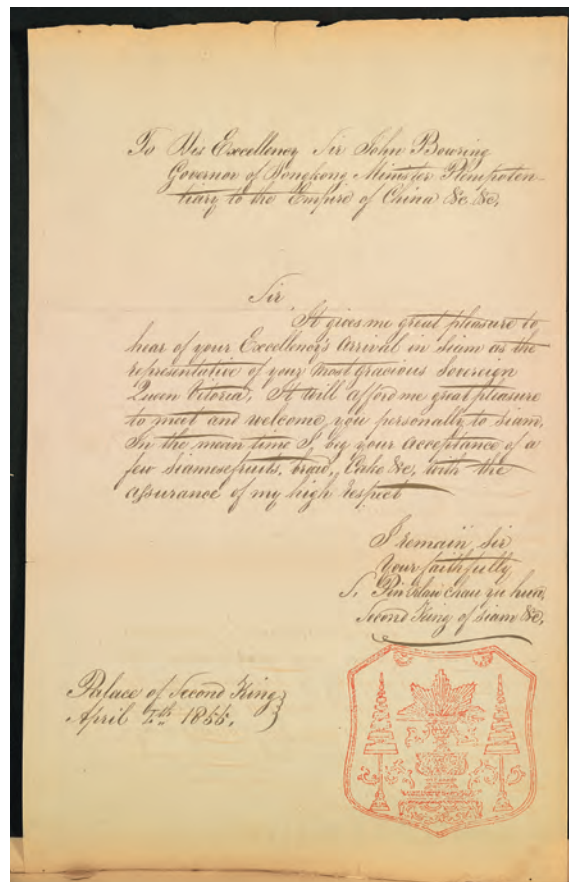 To His Excellency Sir John Bowring
Governor of Hongkong Minister Plenipoten-
tiary to the Empire of China &c &c,
Sir
It gives me great pleasure to
hear of your Excellency's Arrival in Siam as the
representative of your Most gracious Sovereign
Queen Vitorea, It will afford me great pleasure
to meet and welcome you personally to Siam,
In the mean time I, beg your acceptance of a
few siamesefruits, bread, Cake &c, with the
assurance of my high respect
I remain Sir
Your faithfully
S. Pin Klau chau yu hua,
Second King of Siam &c,
Palace of Second King
April 1855.